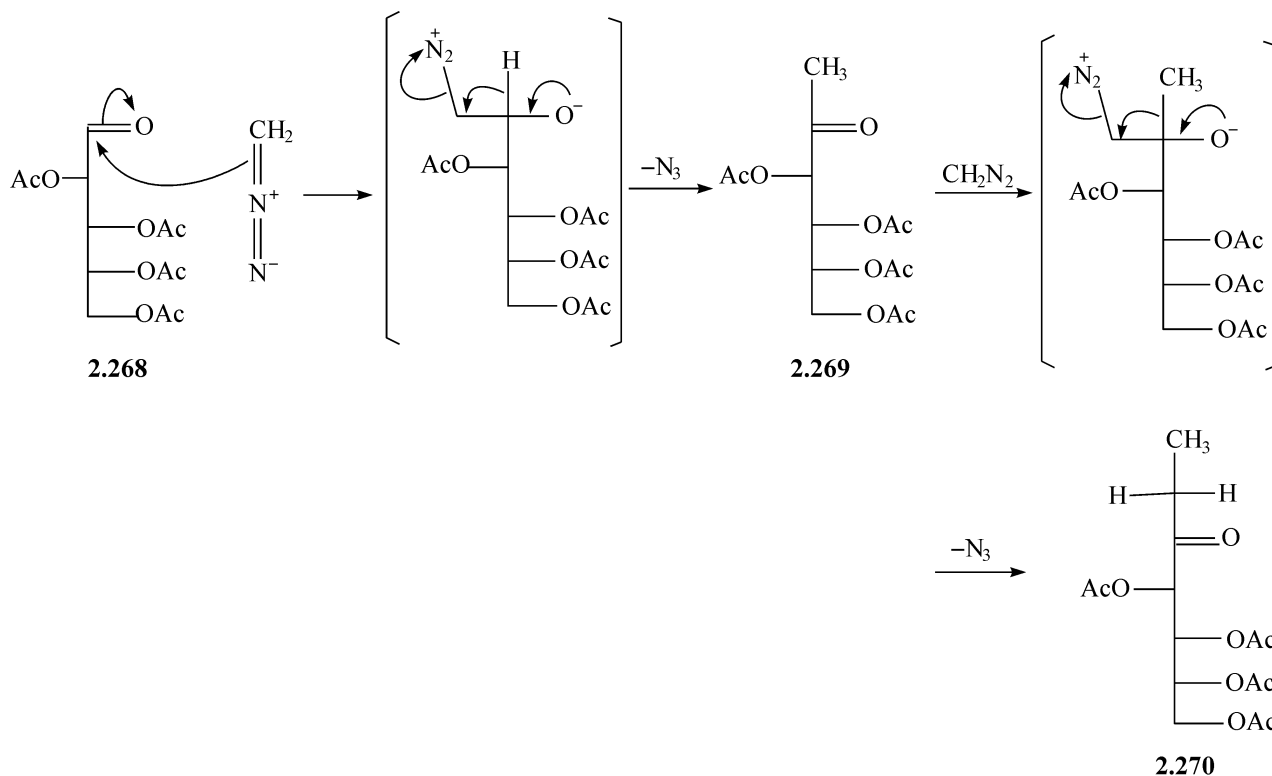 O
AcO
OAc
OAc
OAc
2.268
CH₂
N⁺
N⁻
N₂⁺
H
O⁻
AcO
OAc
OAc
OAc
–N₃
CH₃
O
AcO
OAc
OAc
OAc
2.269
CH₂N₂
N₂⁺
CH₃
O⁻
AcO
OAc
OAc
OAc
–N₃
CH₃
H H
O
AcO
OAc
OAc
OAc
2.270